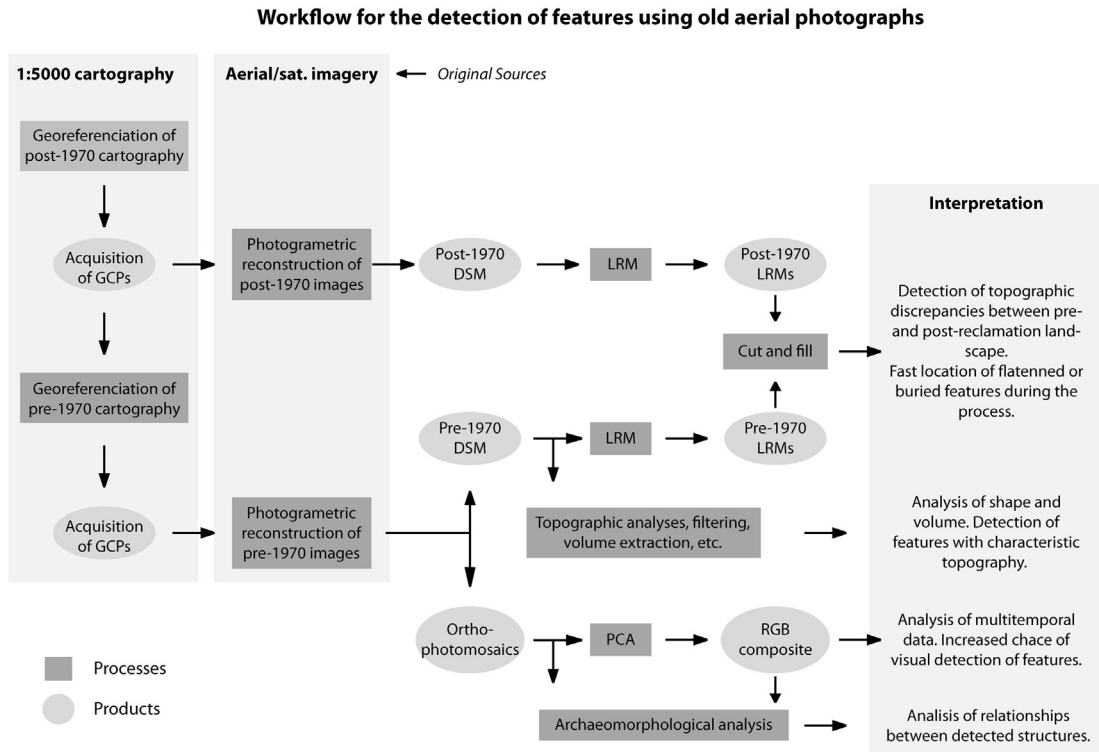 Workflow for the detection of features using old aerial photographs
1:5000 cartography
Aerial/sat. imagery
Original Sources
Georeferenciation of
post-1970 cartography
Interpretation
Acquisition
of GCPs
Photogrametric
reconstruction of
post-1970 images
Post-1970
DSM
LRM
Post-1970
LRMs
Cut and fill
Detection of topographic
discrepancies between pre-
and post-reclamation land-
scape.
Fast location of flatenned or
buried features during the
process.
Georeferenciation of
pre-1970 cartography
Pre-1970
DSM
LRM
Pre-1970
LRMs
Acquisition
of GCPs
Photogrametric
reconstruction of
pre-1970 images
Topographic analyses, filtering,
volume extraction, etc.
Analysis of shape and
volume. Detection of
features with characteristic
topography.
Ortho-
photomosaics
PCA
RGB
composite
Analysis of multitemporal
data. Increased chace of
visual detection of features.
Processes
Products
Archaeomorphological analysis
Analisis of relationships
between detected structures.